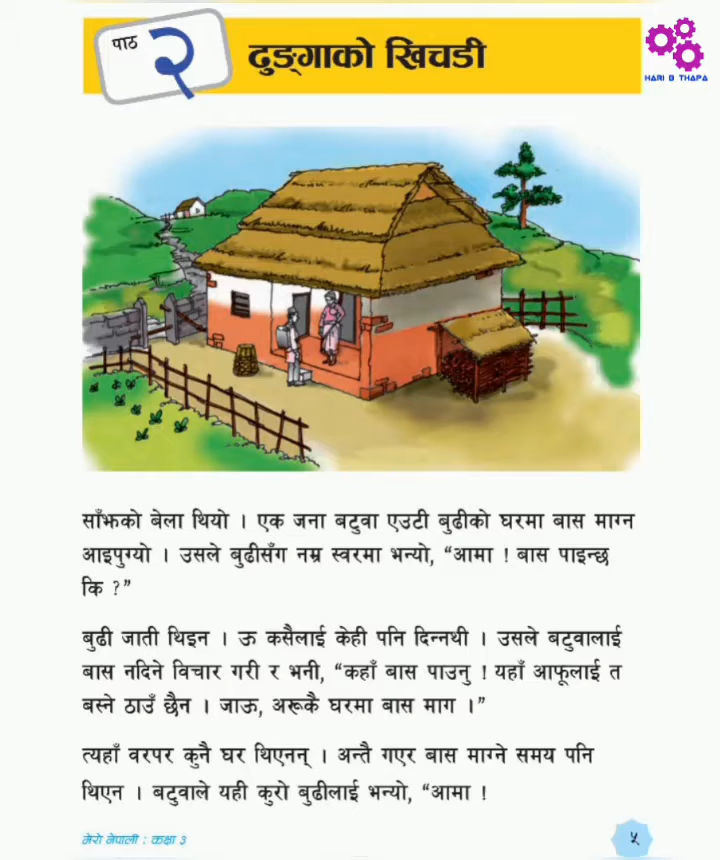 पाठ
२
ढुङ्गाको खिचडी
HARI B THAPA
साँझको बेला थियो । एक जना बटुवा एउटी बुढीको घरमा बास माग्न
आइपुग्यो । उसले बुढीसँग नम्र स्वरमा भन्यो, “आमा ! बास पाइन्छ
कि ?”
बुढी जाती थिइन । ऊ कसैलाई केही पनि दिन्नथी । उसले बटुवालाई
बास नदिने विचार गरी र भनी, “कहाँ बास पाउनु ! यहाँ आफूलाई त
बस्ने ठाउँ छैन । जाऊ, अरूकै घरमा बास माग ।”
त्यहाँ वरपर कुनै घर थिएनन् । अन्तै गएर बास माग्ने समय पनि
थिएन । बटुवाले यही कुरो बुढीलाई भन्यो, “आमा !
मेरो नेपाली : कक्षा ३
५